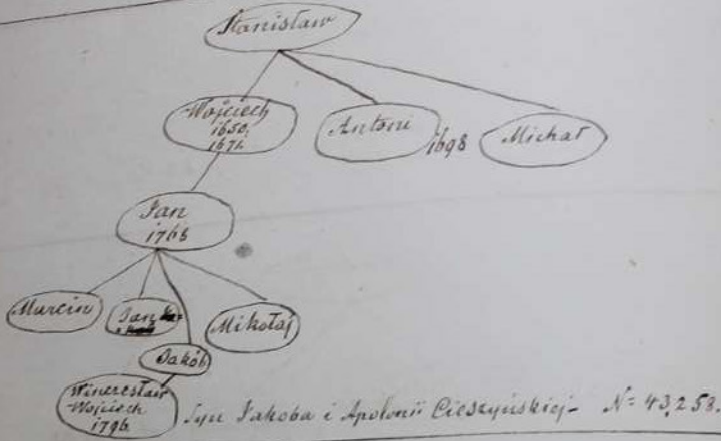 Stanisław
Wojciech
1650.
1671.
Antoni
1698
Michał
Jan
1768
Marcin
Jan
Mikołaj
Jakób
Wincesław
Wojciech
1796
Syn Jakoba i Apolonii Cieszyńskiej - N= 43,258.